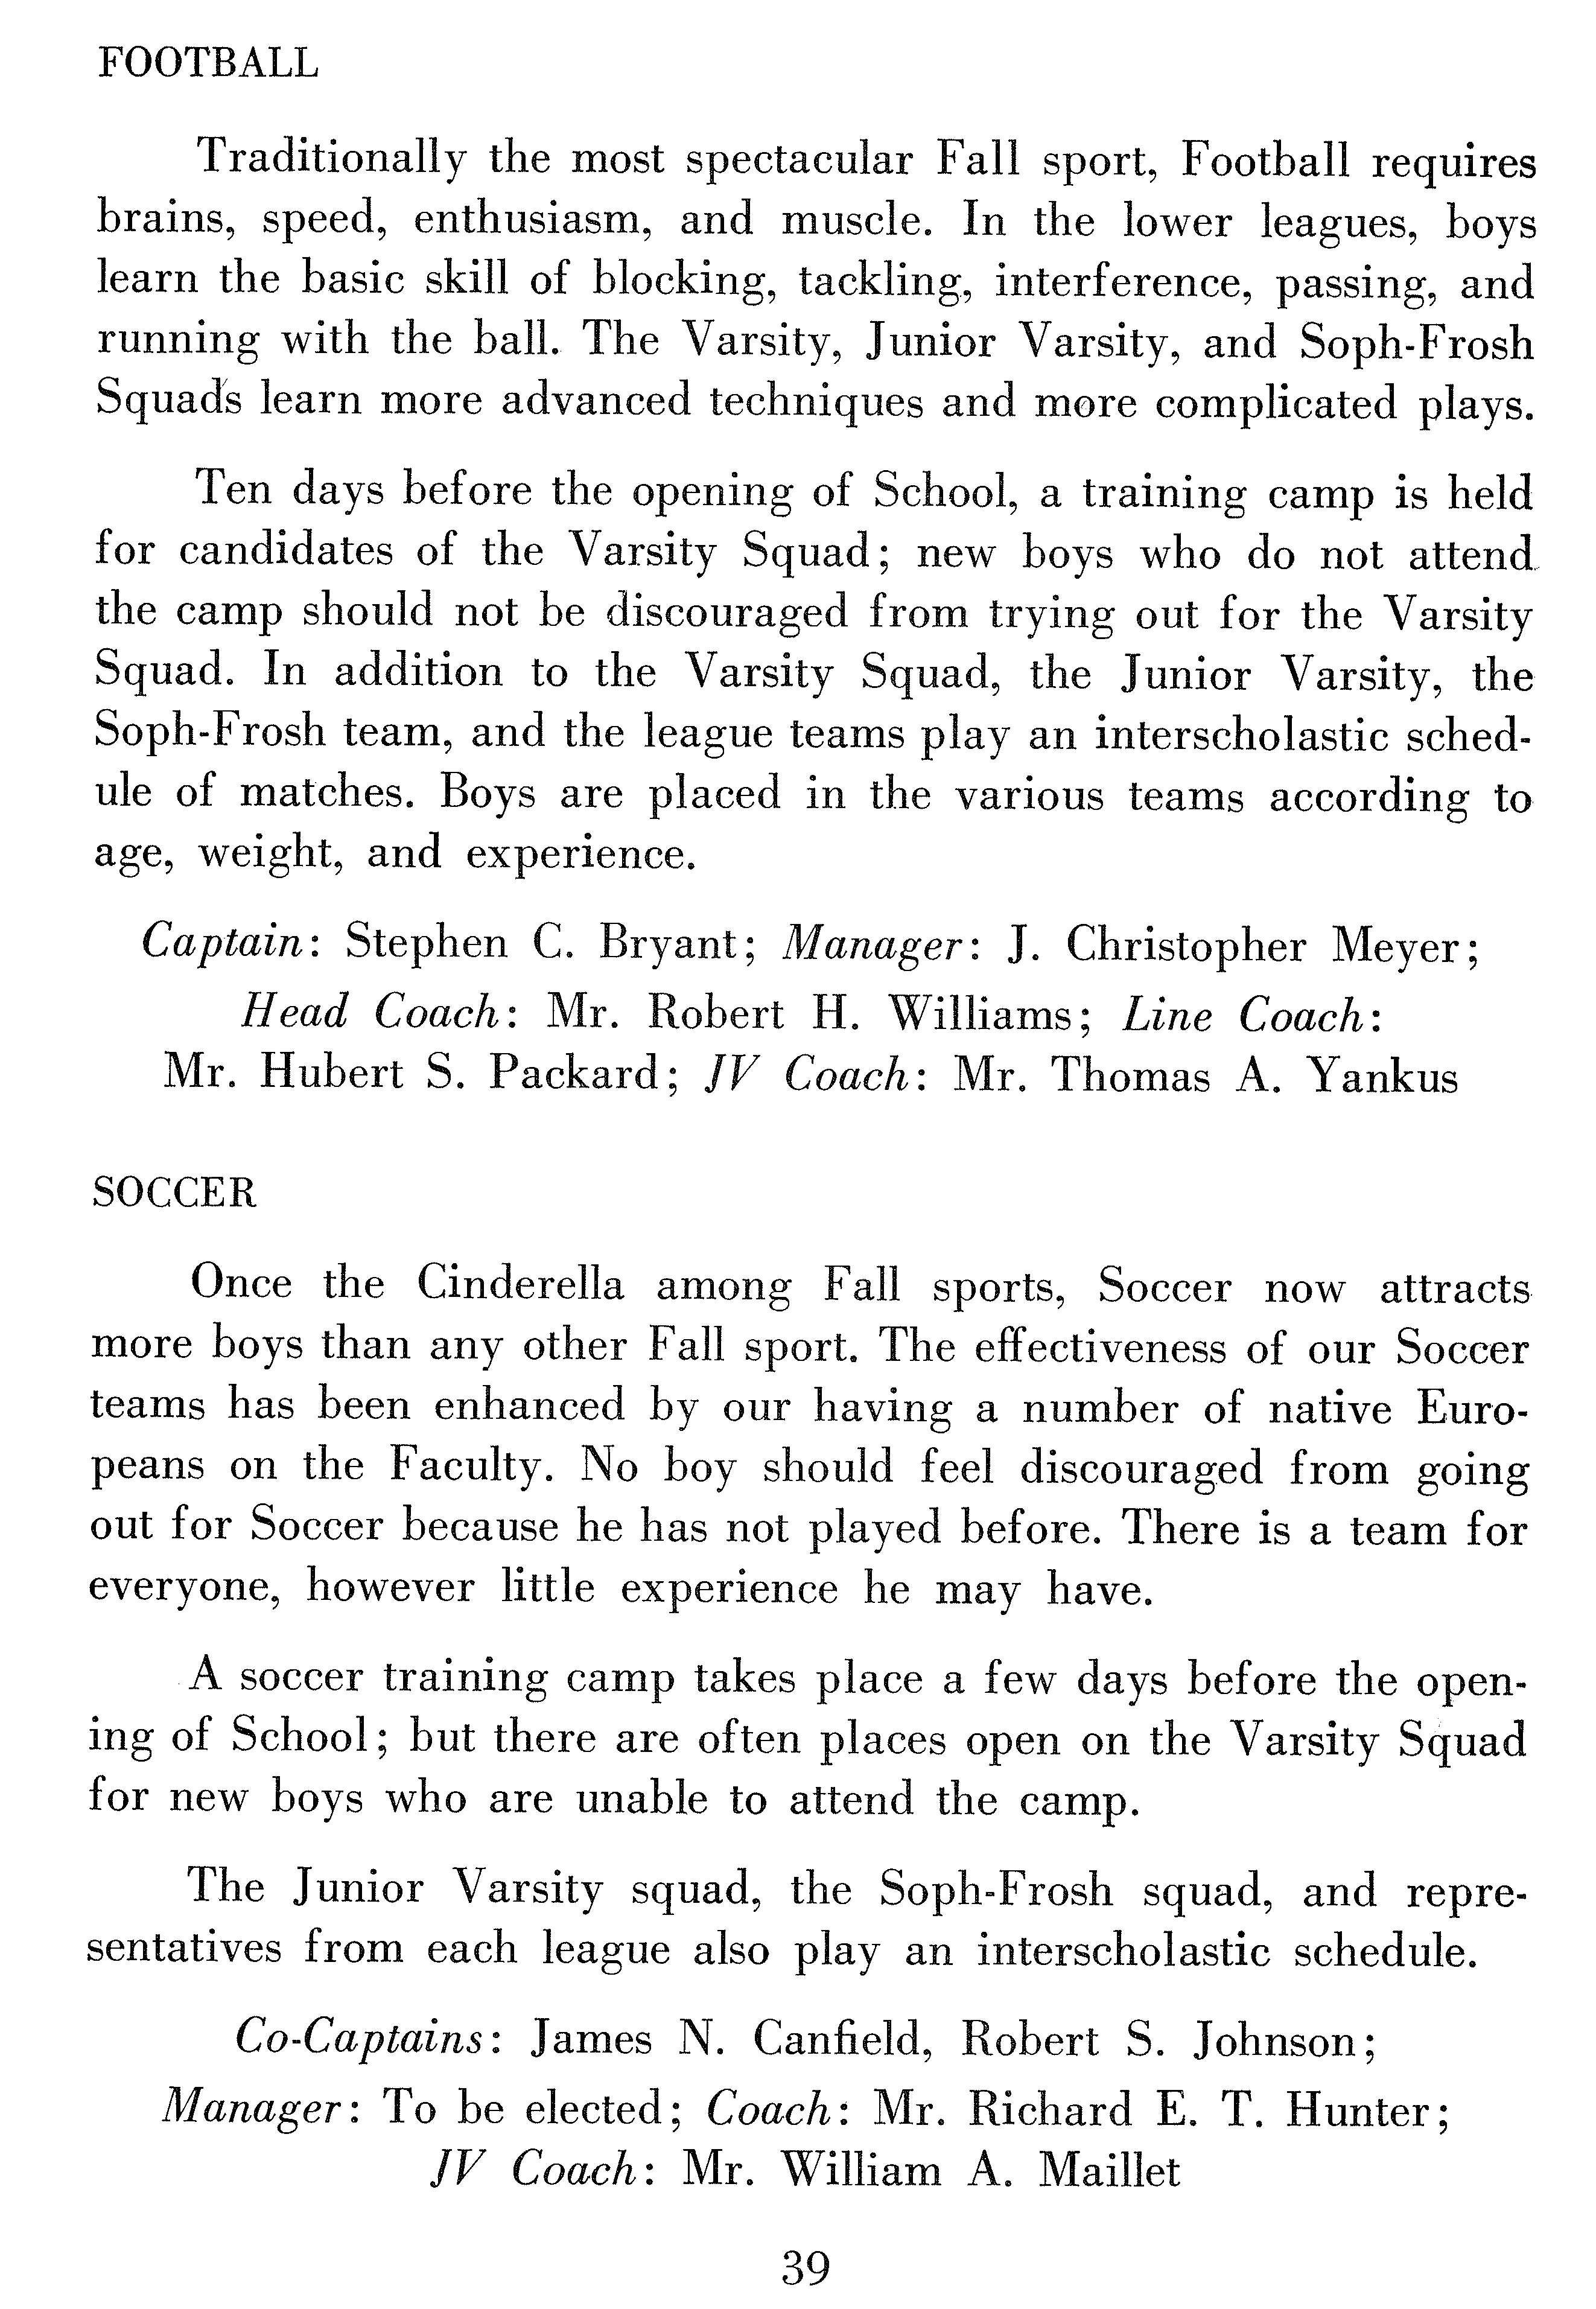 FOOTBALL
Traditionally the most spectacular Fall sport, Football requires
brains, speed, enthusiasm, and muscle. In the lower leagues, boys
learn the basic skill of blocking, tackling, interference, passing, and
running with the ball. The Varsity, Junior Varsity, and Soph-Frosh
Squads learn more advanced techniques and more complicated plays.
Ten days before the opening of School, a training camp is held
for candidates of the Varsity Squad; new boys who do not attend
the camp should not be discouraged from trying out for the Varsity
Squad. In addition to the Varsity Squad, the Junior Varsity, the
Soph-Frosh team, and the league teams play an interscholastic sched-
ule of matches. Boys are placed in the various teams according to
age, weight, and experience.
Captain: Stephen C. Bryant; Manager: J. Christopher Meyer;
Head Coach: Mr. Robert H. Williams; Line Coach:
Mr. Hubert S. Packard; JV Coach: Mr. Thomas A. Yankus
SOCCER
Once the Cinderella among Fall sports, Soccer now attracts
more boys than any other Fall sport. The effectiveness of our Soccer
teams has been enhanced by our having a number of native Euro-
peans on the Faculty. No boy should feel discouraged from going
out for Soccer because he has not played before. There is a team for
everyone, however little experience he may have.
A soccer training camp takes place a few days before the open-
ing of School; but there are often places open on the Varsity Squad
for new boys who are unable to attend the camp.
The Junior Varsity squad, the Soph-Frosh squad, and repre-
sentatives from each league also play an interscholastic schedule.
Co-Captains: James N. Canfield, Robert S. Johnson;
Manager: To be elected; Coach: Mr. Richard E. T. Hunter;
JV Coach: Mr. William A. Maillet
39